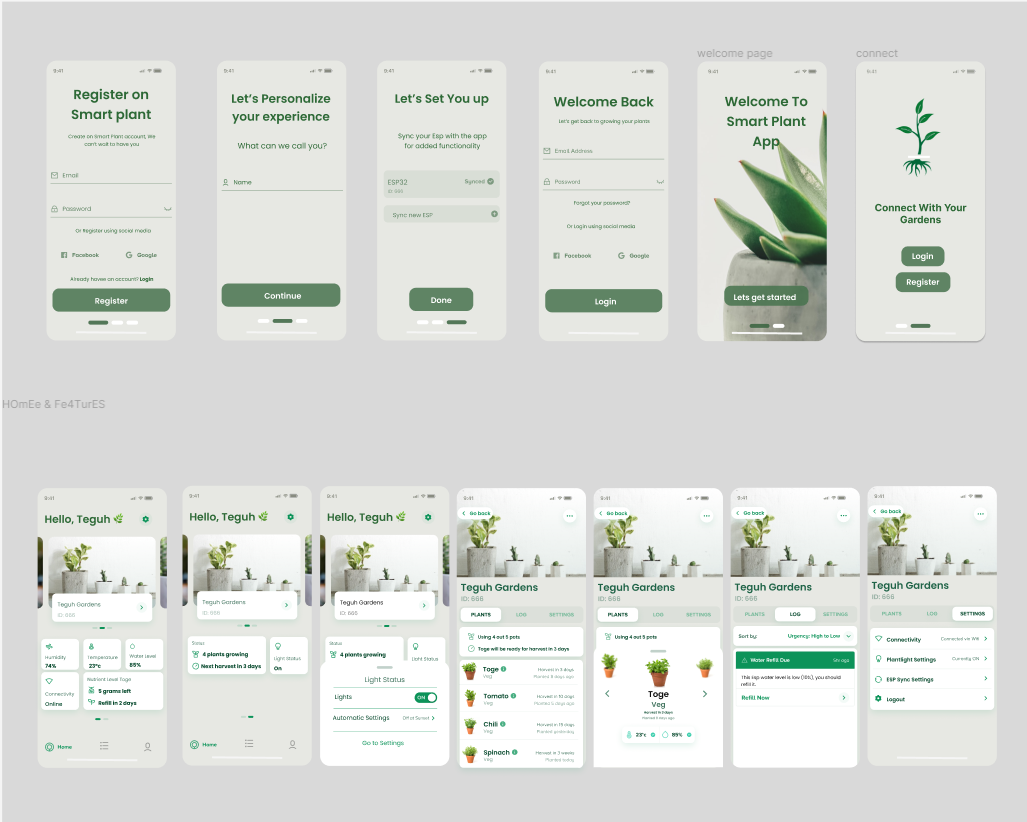 welcome page
connect
9:41
Register on
Smart plant
Create an Smart Plant account, We
can't wait to have you
Email
Password
Or Register using social media
Facebook
Google
Already havee an account? Login
Register
9:41
Let's Personalize
your experience
What can we call you?
Name
Continue
9:41
Let's Set You up
Sync your Esp with the app
for added functionality
ESP32
Synced
ID: 666
Sync new ESP
Done
9:41
Welcome Back
Let's get back to growing your plants
Email Address
Password
Forgot your password?
Or Login using social media
Facebook
Google
Login
9:41
Welcome To
Smart Plant
App
Lets get started
9:41
Connect With Your
Gardens
Login
Register
HOmEe & Fe4TurES
9:41
Hello, Teguh
Teguh Gardens
ID: 666
Humidity
74%
Temperature
23°c
Water Level
85%
Connectivity
Online
Nutrient Level Toge
5 grams left
Refill in 2 days
Home
9:41
Hello, Teguh
Teguh Gardens
ID: 666
Status
4 plants growing
Next harvest in 3 days
Light Status
On
Home
9:41
Hello, Teguh
Teguh Gardens
ID: 666
Status
4 plants growing
Light Status
Light Status
Lights
ON
Automatic Settings
Off at Sunset
Go to Settings
9:41
Go back
Teguh Gardens
ID: 666
PLANTS
LOG
SETTINGS
Using 4 out 5 pots
Toge will be ready for harvest in 3 days
Toge
Veg
Harvest in 3 days
Planted 5 days ago
Tomato
Veg
Harvest in 10 days
Planted 5 days ago
Chili
Veg
Harvest in 15 days
Planted yesterday
Spinach
Veg
Harvest in 3 weeks
Planted today
9:41
Go back
Teguh Gardens
ID: 666
PLANTS
LOG
SETTINGS
Using 4 out 5 pots
Toge
Veg
Harvest in 3 days
Planted 5 days ago
23°c
85%
9:41
Go back
Teguh Gardens
ID: 666
PLANTS
LOG
SETTINGS
Sort by:
Urgency: High to Low
Water Refill Due
5hr ago
This esp water level is low (10%), you should
refill it.
Refill Now
9:41
Go back
Teguh Gardens
ID: 666
PLANTS
LOG
SETTINGS
Connectivity
Connected via Wifi
Plantlight Settings
Currently ON
ESP Sync Settings
Logout